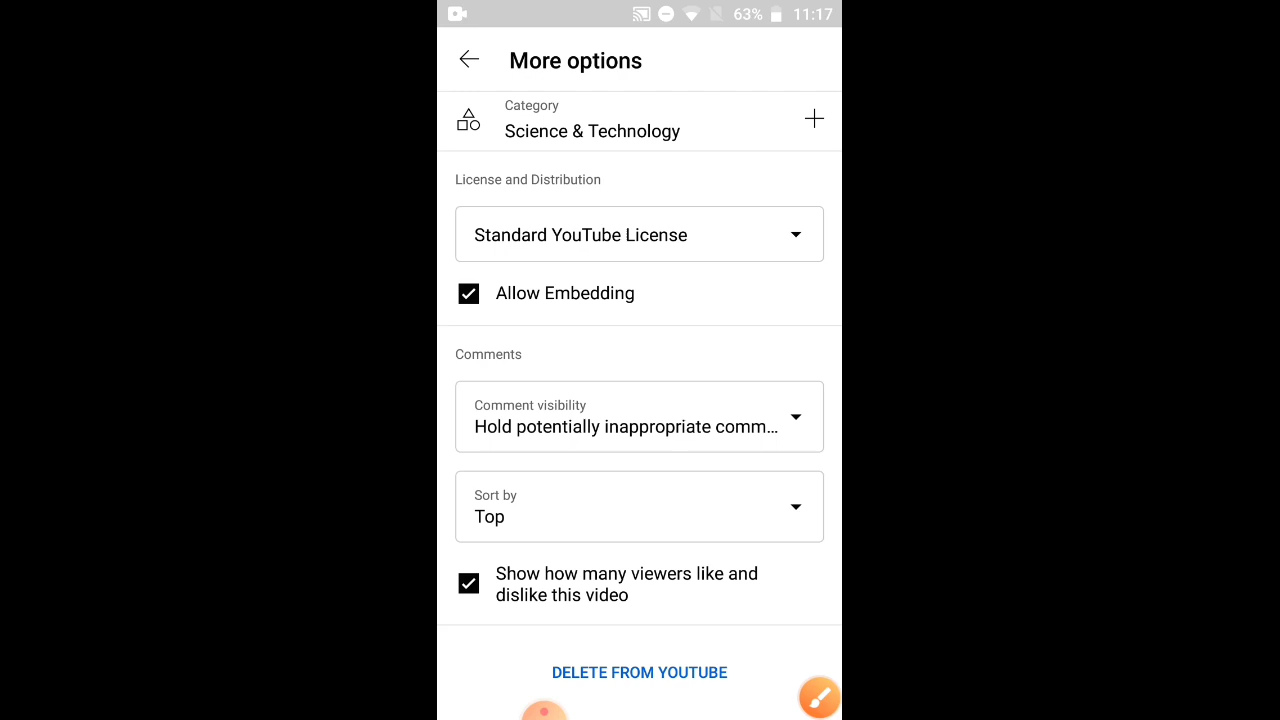 63% 11:17
More options
Category
Science & Technology
License and Distribution
Standard YouTube License
Allow Embedding
Comments
Comment visibility
Hold potentially inappropriate comm...
Sort by
Top
Show how many viewers like and
dislike this video
DELETE FROM YOUTUBE